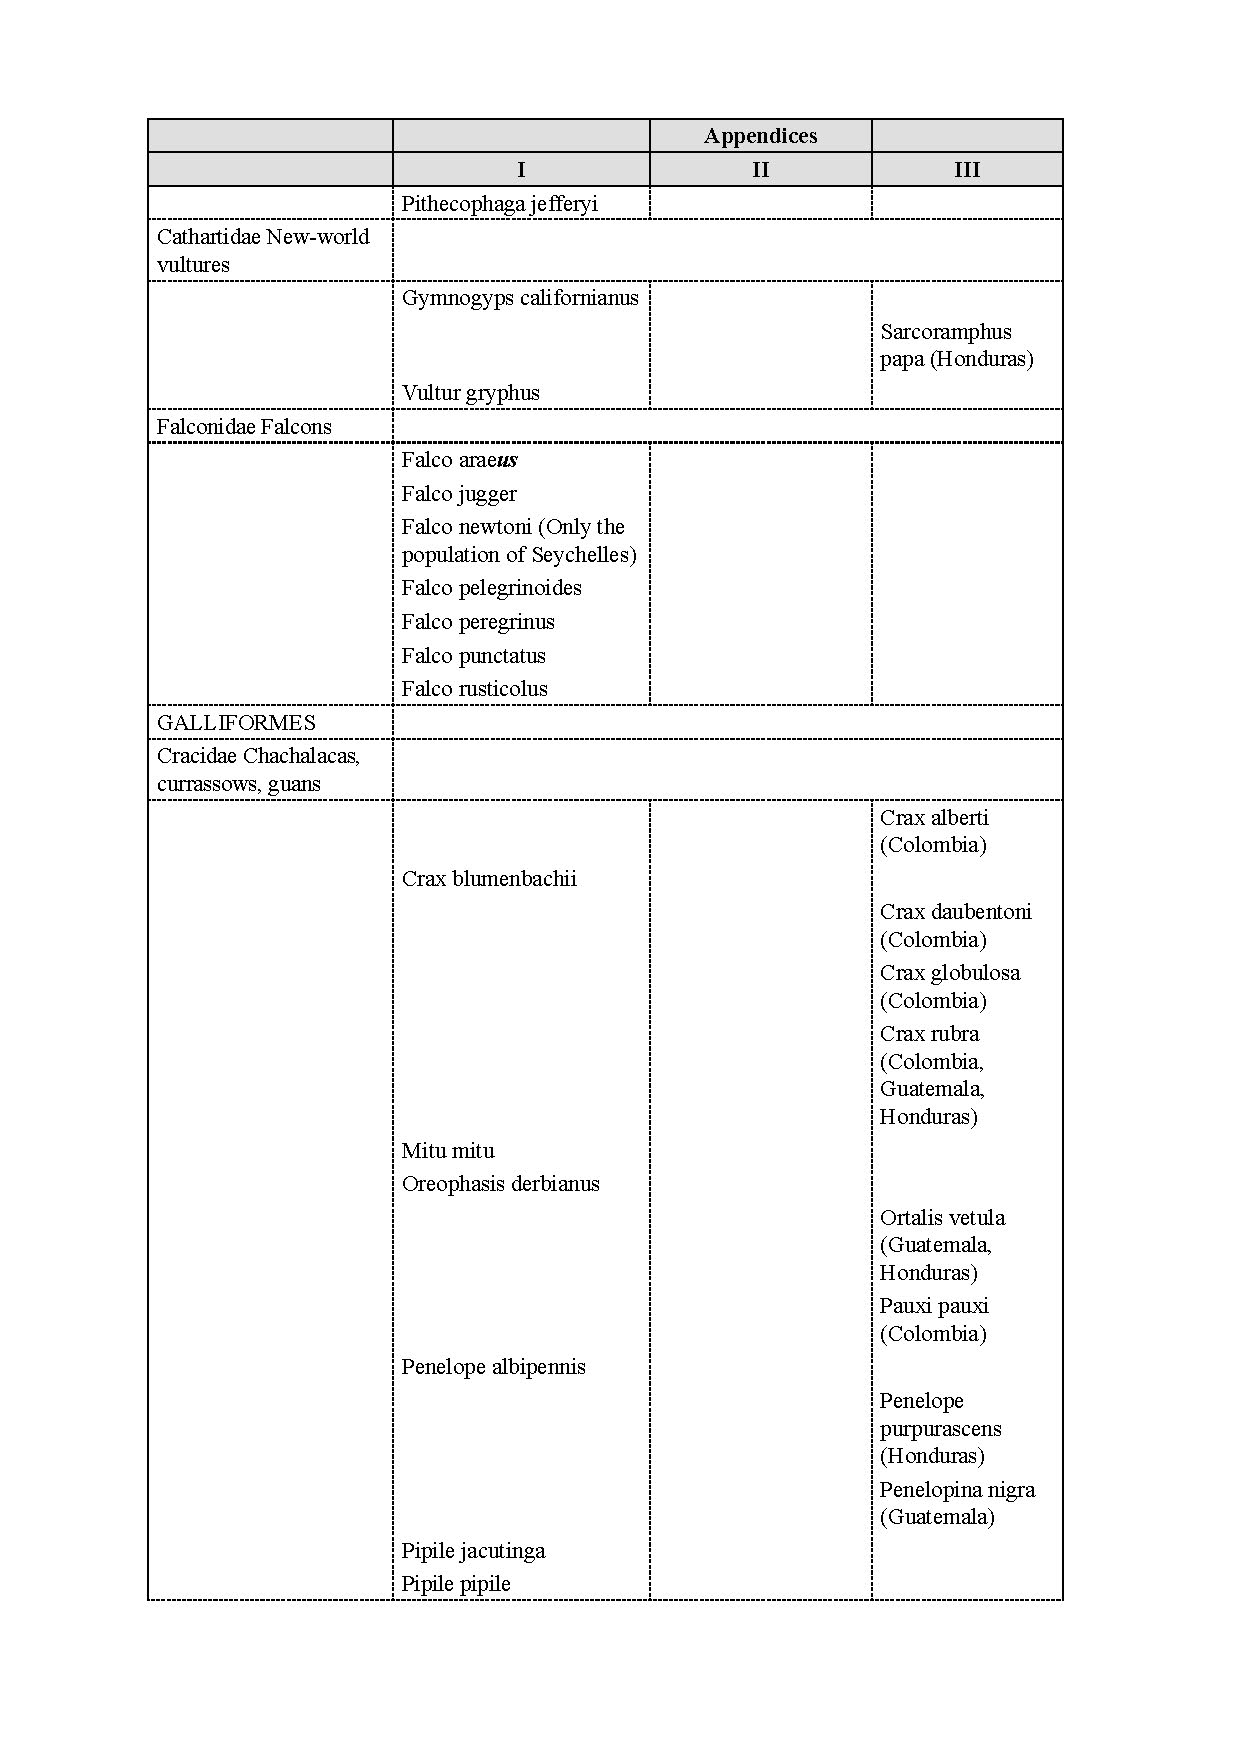 Appendices
I II III
Pithecophaga jefferyi
Cathartidae New-world
vultures
Gymnogyps californianus
Sarcoramphus
papa (Honduras)
Vultur gryphus
Falconidae Falcons
Falco araeus
Falco jugger
Falco newtoni (Only the
population of Seychelles)
Falco pelegrinoides
Falco peregrinus
Falco punctatus
Falco rusticolus
GALLIFORMES
Cracidae Chachalacas,
currassows, guans
Crax alberti
(Colombia)
Crax blumenbachii
Crax daubentoni
(Colombia)
Crax globulosa
(Colombia)
Crax rubra
(Colombia,
Guatemala,
Honduras)
Mitu mitu
Oreophasis derbianus
Ortalis vetula
(Guatemala,
Honduras)
Pauxi pauxi
(Colombia)
Penelope albipennis
Penelope
purpurascens
(Honduras)
Penelopina nigra
(Guatemala)
Pipile jacutinga
Pipile pipile